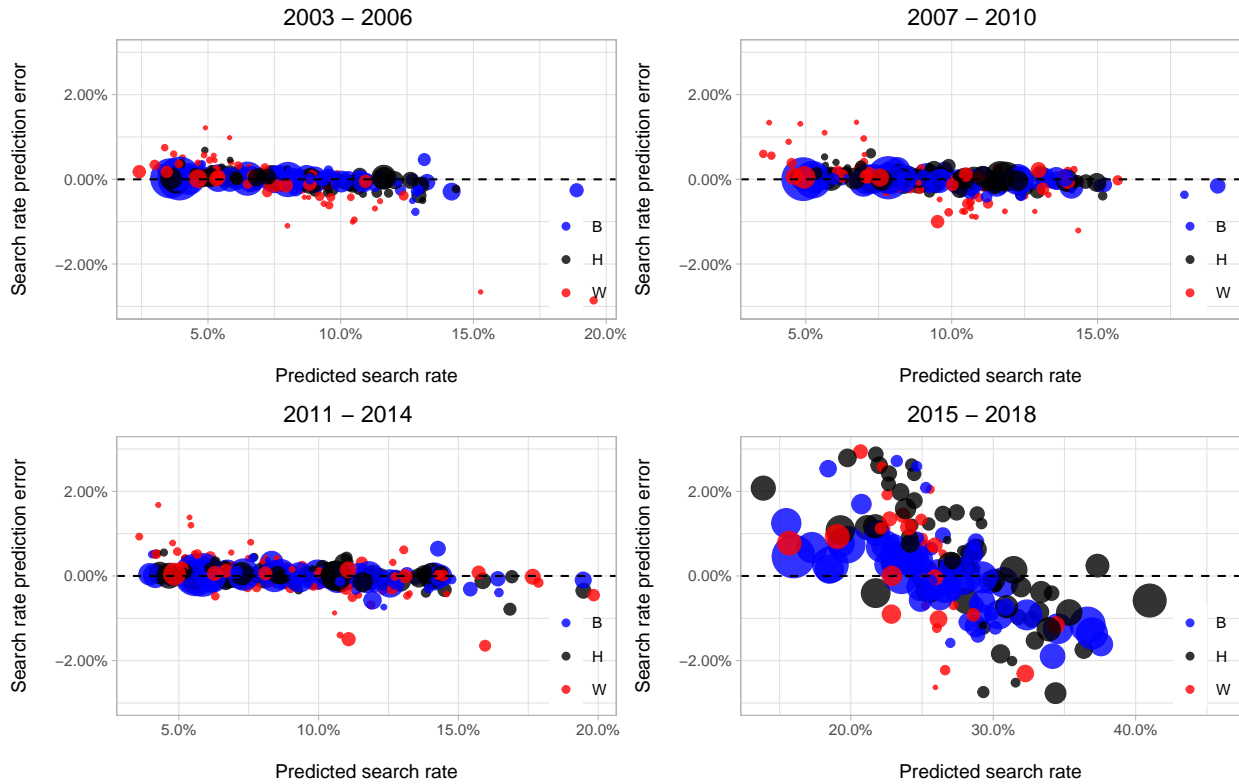 2003 – 2006
Search rate prediction error
2.00%
0.00%
−2.00%
B
H
W
5.0%
10.0%
15.0%
20.0%
Predicted search rate
2007 – 2010
Search rate prediction error
2.00%
0.00%
−2.00%
B
H
W
5.0%
10.0%
15.0%
Predicted search rate
2011 – 2014
Search rate prediction error
2.00%
0.00%
−2.00%
B
H
W
5.0%
10.0%
15.0%
20.0%
Predicted search rate
2015 – 2018
Search rate prediction error
2.00%
0.00%
−2.00%
B
H
W
20.0%
30.0%
40.0%
Predicted search rate